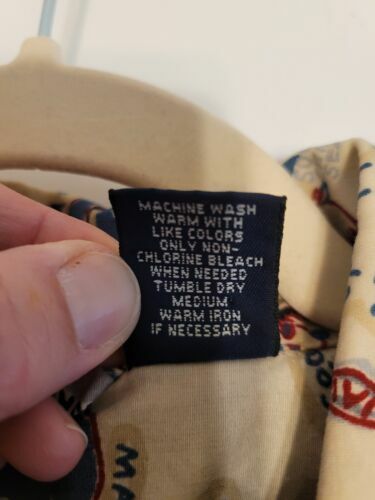 MACHINE WASH
WARM WITH
LIKE COLORS
ONLY NON-
CHLORINE BLEACH
WHEN NEEDED
TUMBLE DRY
MEDIUM
WARM IRON
IF NECESSARY
MA